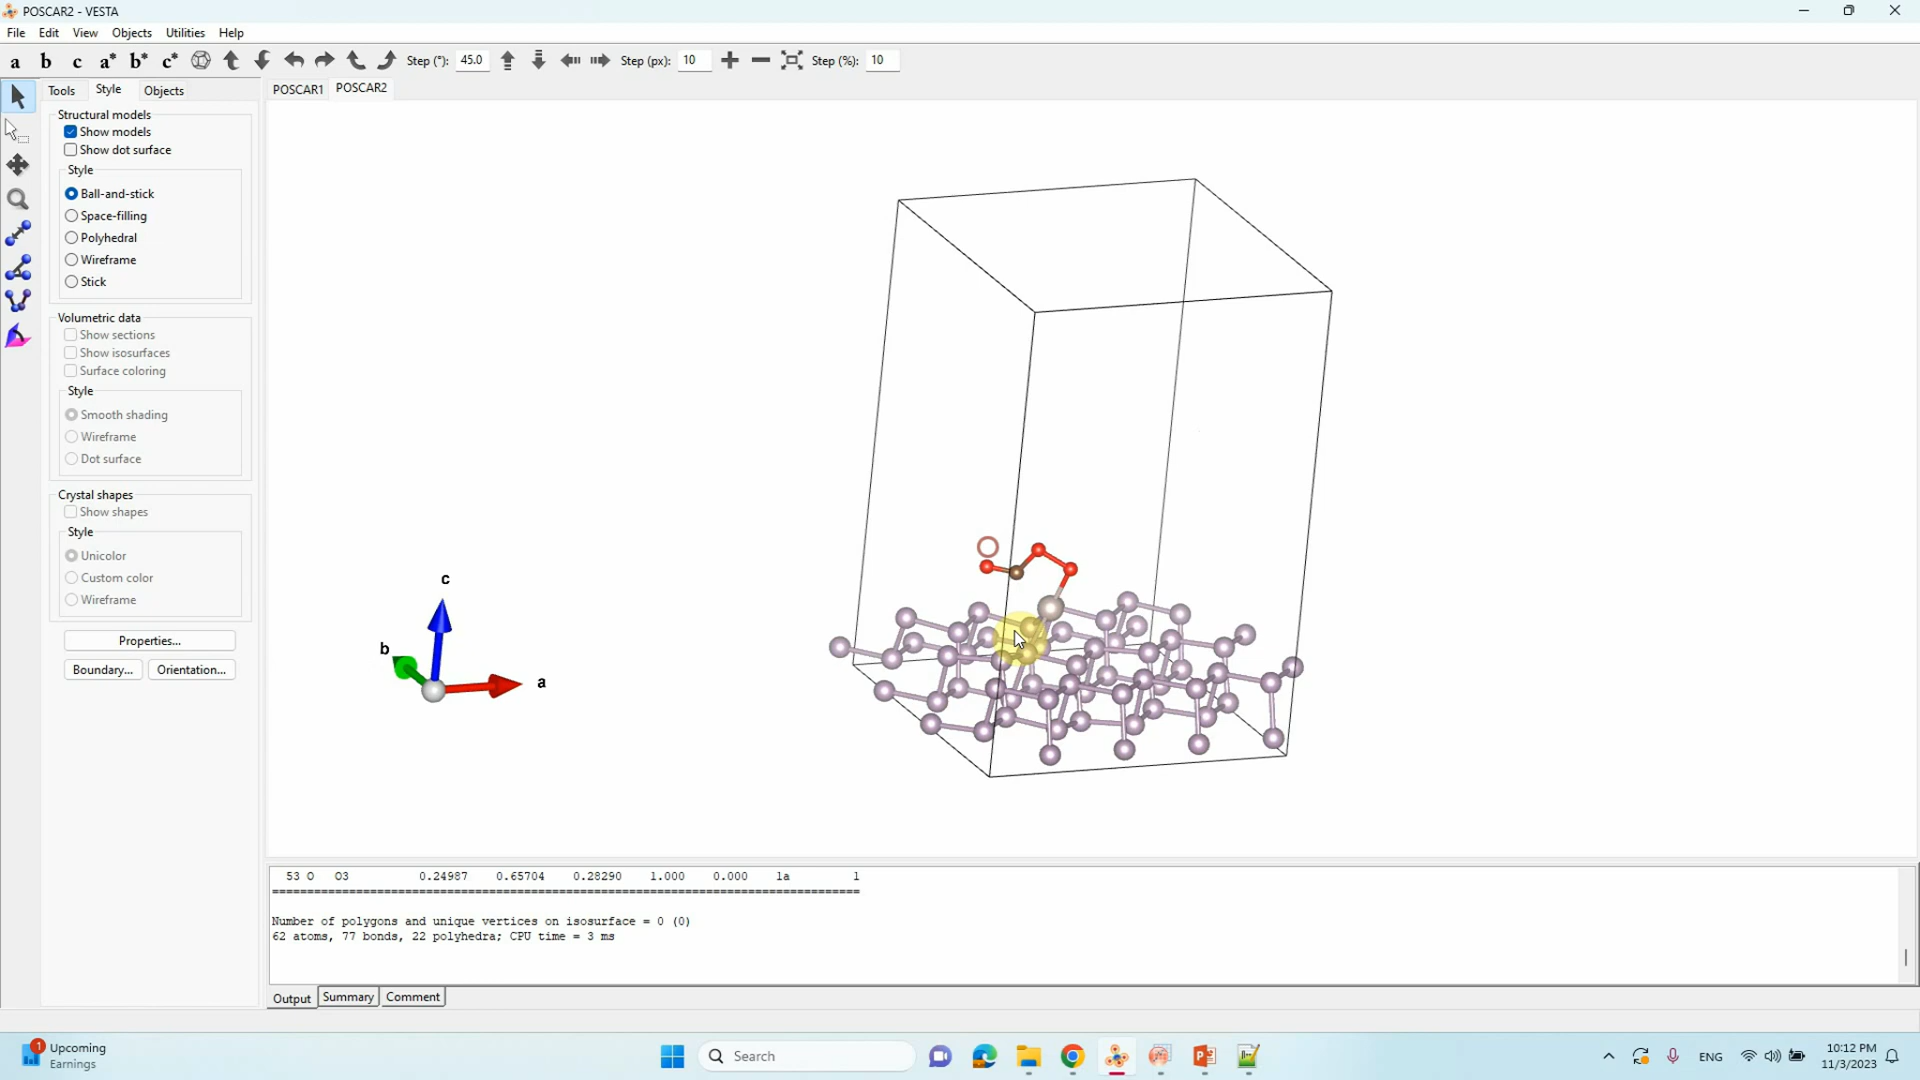 POSCAR2 - VESTA
File Edit View Objects Utilities Help
a b c a* b* c* Step (°): 45.0 Step (px): 10 Step (%): 10
Tools Style Objects
POSCAR1 POSCAR2
Structural models
Show models
Show dot surface
Style
Ball-and-stick
Space-filling
Polyhedral
Wireframe
Stick
Volumetric data
Show sections
Show isosurfaces
Surface coloring
Style
Smooth shading
Wireframe
Dot surface
Crystal shapes
Show shapes
Style
Unicolor
Custom color
Wireframe
Properties...
Boundary... Orientation...
c
b
a
53 O O3 0.24987 0.65704 0.28290 1.000 0.000 1a 1
================================================================================
Number of polygons and unique vertices on isosurface = 0 (0)
62 atoms, 77 bonds, 22 polyhedra; CPU time = 3 ms
Output Summary Comment
1
Upcoming
Earnings
Search
ENG
10:12 PM
11/3/2023